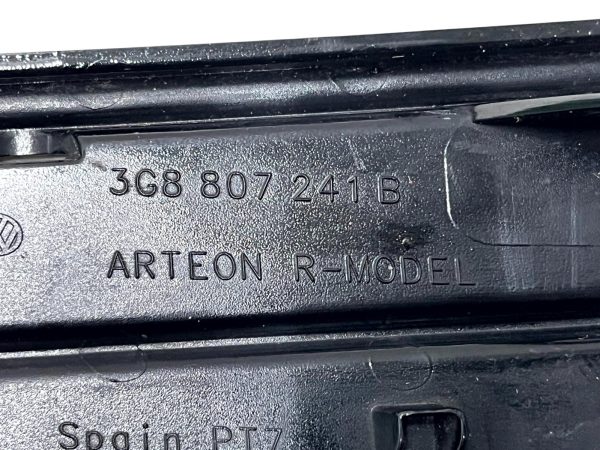 3G8 807 241 B
ARTEON R-MODEL
Spain PT7